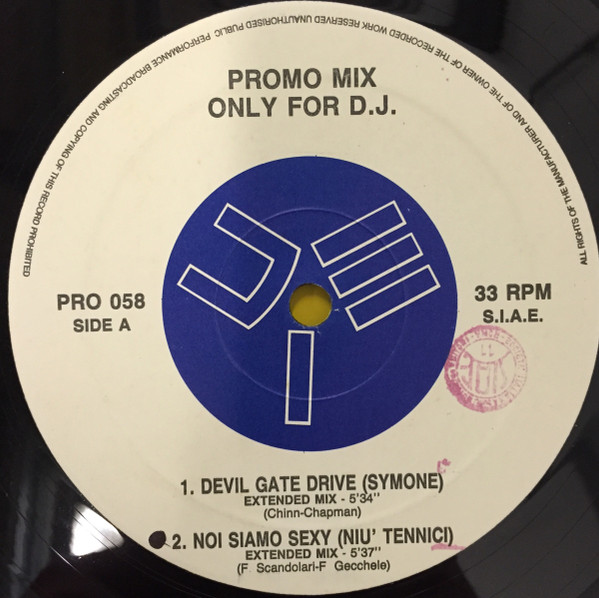 ALL RIGHTS OF THE MANUFACTURER AND OF THE OWNER OF THE RECORDED WORK RESERVED UNAUTHORISED PUBLIC PERFORMANCE BROADCASTING AND COPYING OF THIS RECORD PROHIBITED
PROMO MIX
ONLY FOR D.J.
PRO 058
SIDE A
33 RPM
S.I.A.E.
1. DEVIL GATE DRIVE (SYMONE)
EXTENDED MIX - 5'34"
(Chinn-Chapman)
2. NOI SIAMO SEXY (NIU' TENNICI)
EXTENDED MIX - 5'37"
(F Scandolari-F Gecchele)